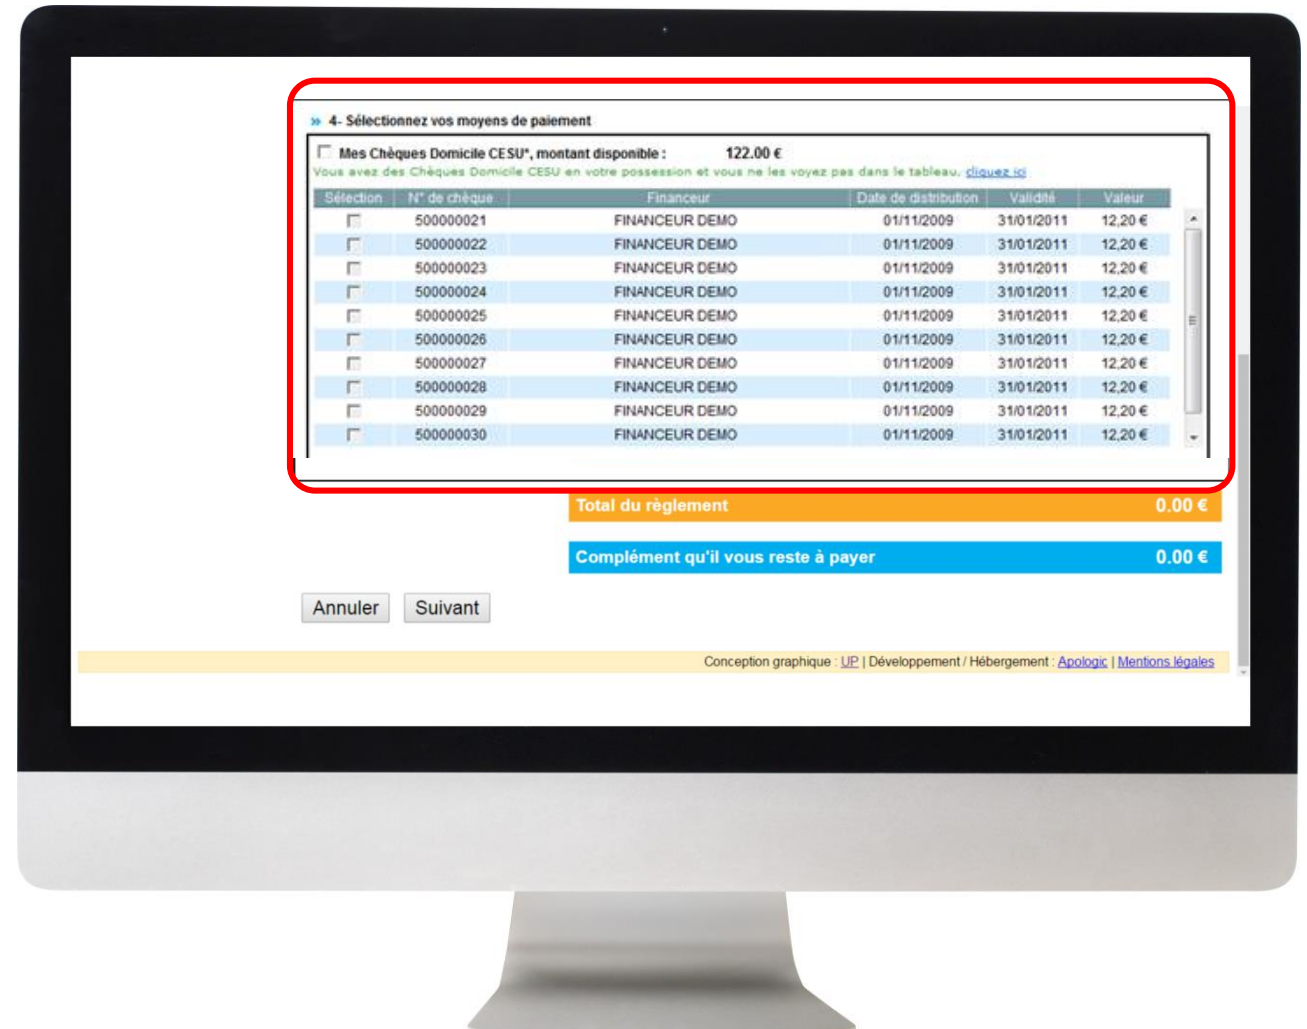 » 4- Sélectionnez vos moyens de paiement
Mes Chèques Domicile CESU*, montant disponible : 122.00 €
Vous avez des Chèques Domicile CESU en votre possession et vous ne les voyez pas dans le tableau, cliquez ici
Sélection N° de chèque Financeur Date de distribution Validité Valeur
500000021 FINANCEUR DEMO 01/11/2009 31/01/2011 12,20 €
500000022 FINANCEUR DEMO 01/11/2009 31/01/2011 12,20 €
500000023 FINANCEUR DEMO 01/11/2009 31/01/2011 12,20 €
500000024 FINANCEUR DEMO 01/11/2009 31/01/2011 12,20 €
500000025 FINANCEUR DEMO 01/11/2009 31/01/2011 12,20 €
500000026 FINANCEUR DEMO 01/11/2009 31/01/2011 12,20 €
500000027 FINANCEUR DEMO 01/11/2009 31/01/2011 12,20 €
500000028 FINANCEUR DEMO 01/11/2009 31/01/2011 12,20 €
500000029 FINANCEUR DEMO 01/11/2009 31/01/2011 12,20 €
500000030 FINANCEUR DEMO 01/11/2009 31/01/2011 12,20 €
Total du règlement 0.00 €
Complément qu'il vous reste à payer 0.00 €
Annuler Suivant
Conception graphique : UP | Développement / Hébergement : Apologic | Mentions légales